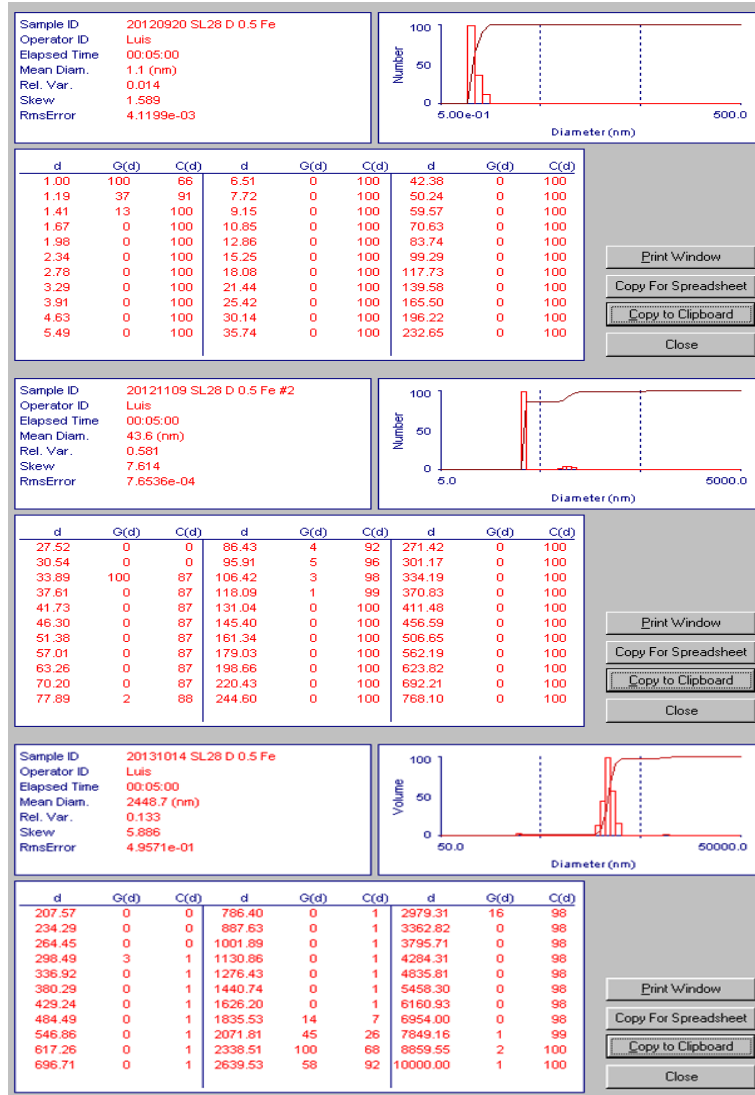 Sample ID 20120920 SL28 D 0.5 Fe
Operator ID Luis
Elapsed Time 00:05:00
Mean Diam. 1.1 (nm)
Rel. Var. 0.014
Skew 1.589
RmsError 4.1199e-03
Number
100
50
0
5.00e-01 500.0
Diameter (nm)
d G(d) C(d) d G(d) C(d) d G(d) C(d)
1.00 100 66 6.51 0 100 42.38 0 100
1.19 37 91 7.72 0 100 50.24 0 100
1.41 13 100 9.15 0 100 59.57 0 100
1.67 0 100 10.85 0 100 70.63 0 100
1.98 0 100 12.86 0 100 83.74 0 100
2.34 0 100 15.25 0 100 99.29 0 100
2.78 0 100 18.08 0 100 117.73 0 100
3.29 0 100 21.44 0 100 139.58 0 100
3.91 0 100 25.42 0 100 165.50 0 100
4.63 0 100 30.14 0 100 196.22 0 100
5.49 0 100 35.74 0 100 232.65 0 100
Print Window
Copy For Spreadsheet
Copy to Clipboard
Close
Sample ID 20121109 SL28 D 0.5 Fe #2
Operator ID Luis
Elapsed Time 00:05:00
Mean Diam. 43.6 (nm)
Rel. Var. 0.581
Skew 7.614
RmsError 7.6536e-04
Number
100
50
0
5.0 5000.0
Diameter (nm)
d G(d) C(d) d G(d) C(d) d G(d) C(d)
27.52 0 0 86.43 4 92 271.42 0 100
30.54 0 0 95.91 5 96 301.17 0 100
33.89 100 87 106.42 3 98 334.19 0 100
37.61 0 87 118.09 1 99 370.83 0 100
41.73 0 87 131.04 0 100 411.48 0 100
46.30 0 87 145.40 0 100 456.59 0 100
51.38 0 87 161.34 0 100 506.65 0 100
57.01 0 87 179.03 0 100 562.19 0 100
63.26 0 87 198.66 0 100 623.82 0 100
70.20 0 87 220.43 0 100 692.21 0 100
77.89 2 88 244.60 0 100 768.10 0 100
Print Window
Copy For Spreadsheet
Copy to Clipboard
Close
Sample ID 20131014 SL28 D 0.5 Fe
Operator ID Luis
Elapsed Time 00:05:00
Mean Diam. 2448.7 (nm)
Rel. Var. 0.133
Skew 5.886
RmsError 4.9571e-01
Volume
100
50
0
50.0 50000.0
Diameter (nm)
d G(d) C(d) d G(d) C(d) d G(d) C(d)
207.57 0 0 786.40 0 1 2979.31 16 98
234.29 0 0 887.63 0 1 3362.82 0 98
264.45 0 0 1001.89 0 1 3795.71 0 98
298.49 3 1 1130.86 0 1 4284.31 0 98
336.92 0 1 1276.43 0 1 4835.81 0 98
380.29 0 1 1440.74 0 1 5458.30 0 98
429.24 0 1 1626.20 0 1 6160.93 0 98
484.49 0 1 1835.53 14 7 6954.00 0 98
546.86 0 1 2071.81 45 26 7849.16 1 99
617.26 0 1 2338.51 100 68 8859.55 2 100
696.71 0 1 2639.53 58 92 10000.00 1 100
Print Window
Copy For Spreadsheet
Copy to Clipboard
Close